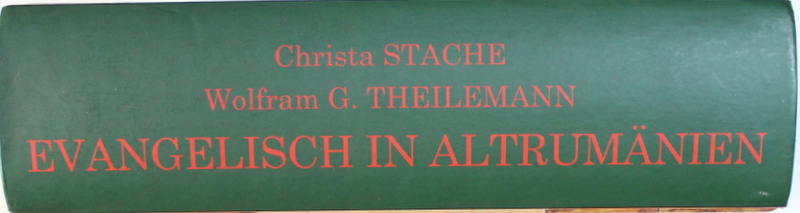 Christa STACHE
Wolfram G. THEILEMANN
EVANGELISCH IN ALTRUMÄNIEN